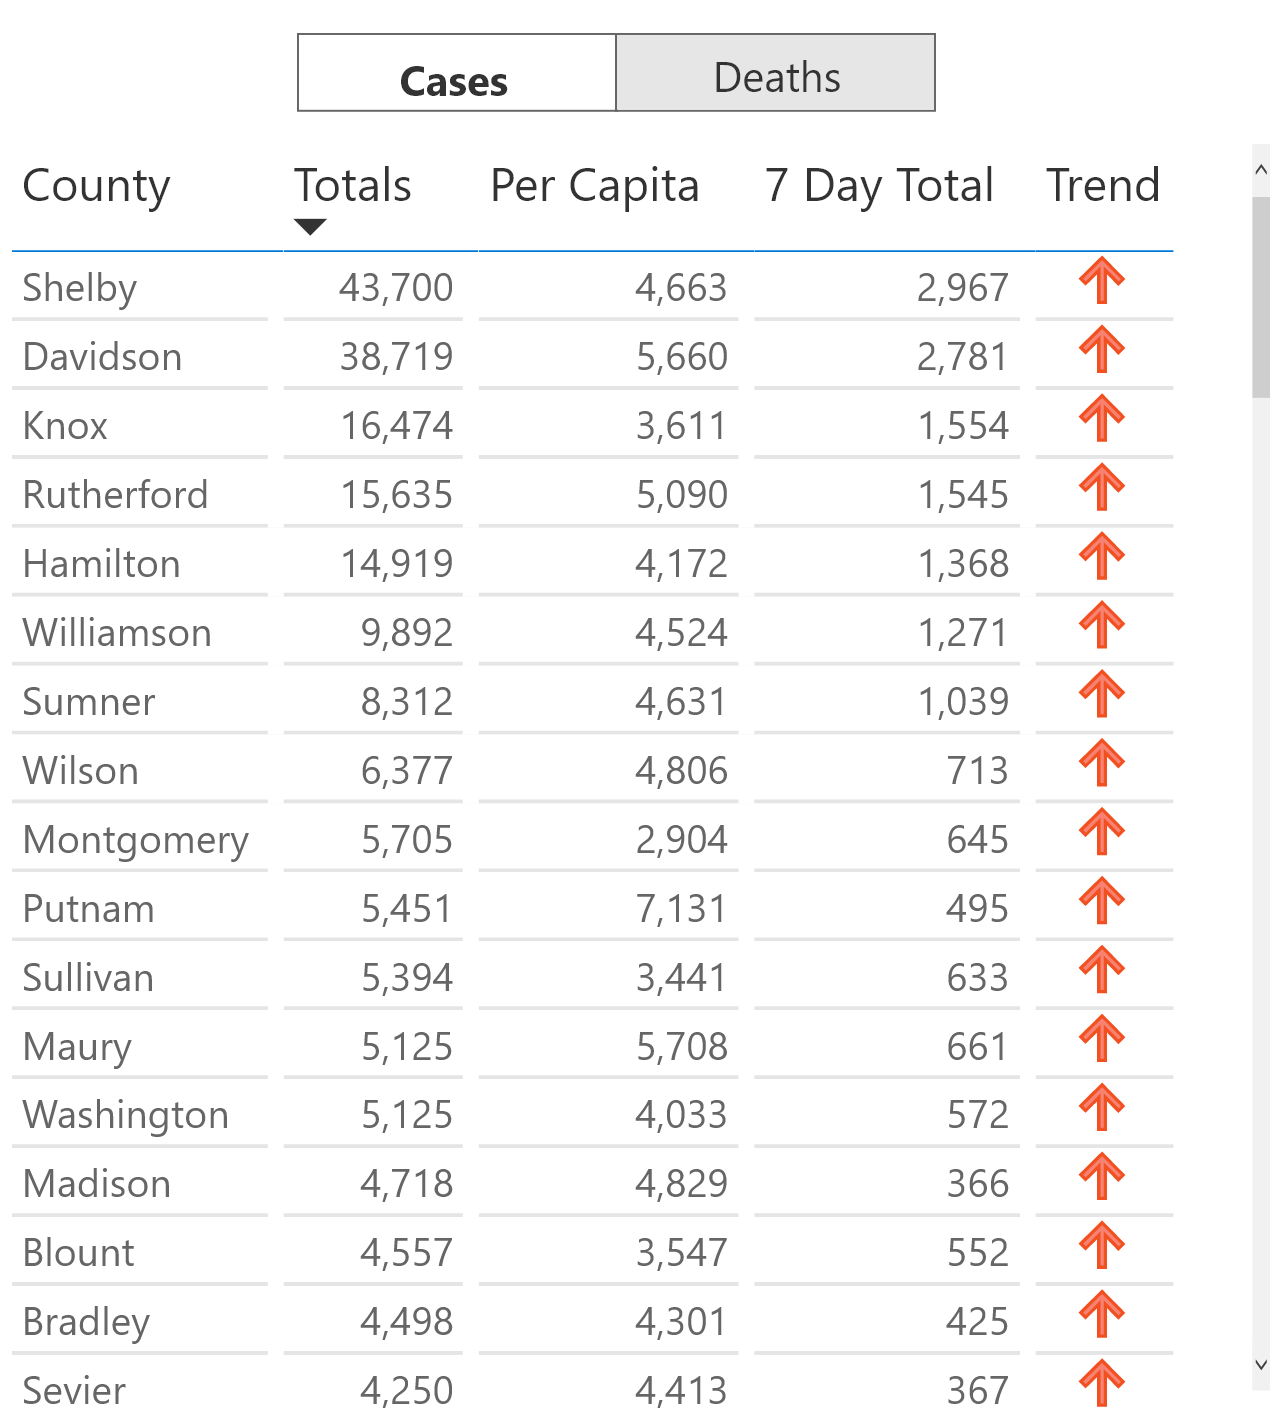 Cases Deaths
County Totals Per Capita 7 Day Total Trend
Shelby 43,700 4,663 2,967
Davidson 38,719 5,660 2,781
Knox 16,474 3,611 1,554
Rutherford 15,635 5,090 1,545
Hamilton 14,919 4,172 1,368
Williamson 9,892 4,524 1,271
Sumner 8,312 4,631 1,039
Wilson 6,377 4,806 713
Montgomery 5,705 2,904 645
Putnam 5,451 7,131 495
Sullivan 5,394 3,441 633
Maury 5,125 5,708 661
Washington 5,125 4,033 572
Madison 4,718 4,829 366
Blount 4,557 3,547 552
Bradley 4,498 4,301 425
Sevier 4,250 4,413 367